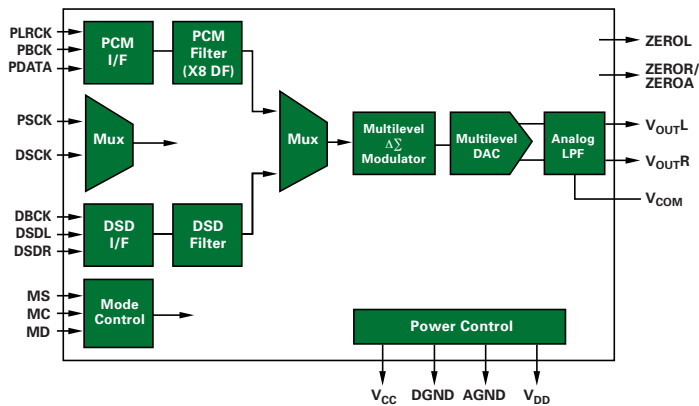 PLRCK
PBCK
PDATA
PCM
I/F
PCM
Filter
(X8 DF)
ZEROL
ZEROR/
ZEROA
PSCK
DSCK
Mux
Mux
Multilevel
ΔΣ
Modulator
Multilevel
DAC
Analog
LPF
VOUTL
VOUTR
VCOM
DBCK
DSDL
DSDR
DSD
I/F
DSD
Filter
MS
MC
MD
Mode
Control
Power Control
VCC
DGND
AGND
VDD